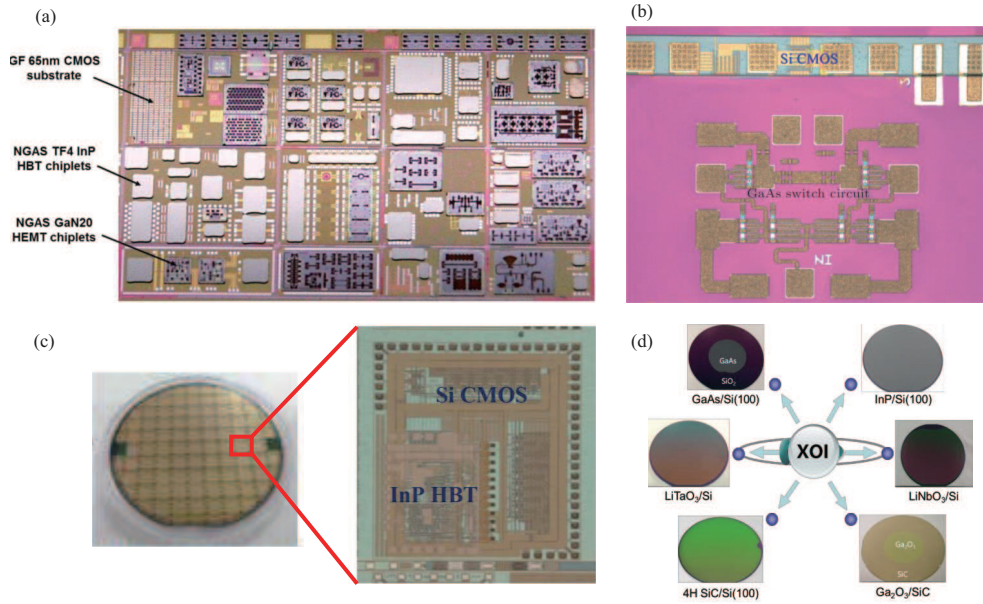 (a)
GF 65nm CMOS
substrate
NGAS TF4 InP
HBT chiplets
NGAS GaN20
HEMT chiplets
(b)
Si CMOS
GaAs switch circuit
(c)
Si CMOS
InP HBT
(d)
GaAs
SiO2
GaAs/Si(100)
InP/Si(100)
XOI
LiTaO3/Si
LiNbO3/Si
4H SiC/Si(100)
Ga2O3
SiC
Ga2O3/SiC